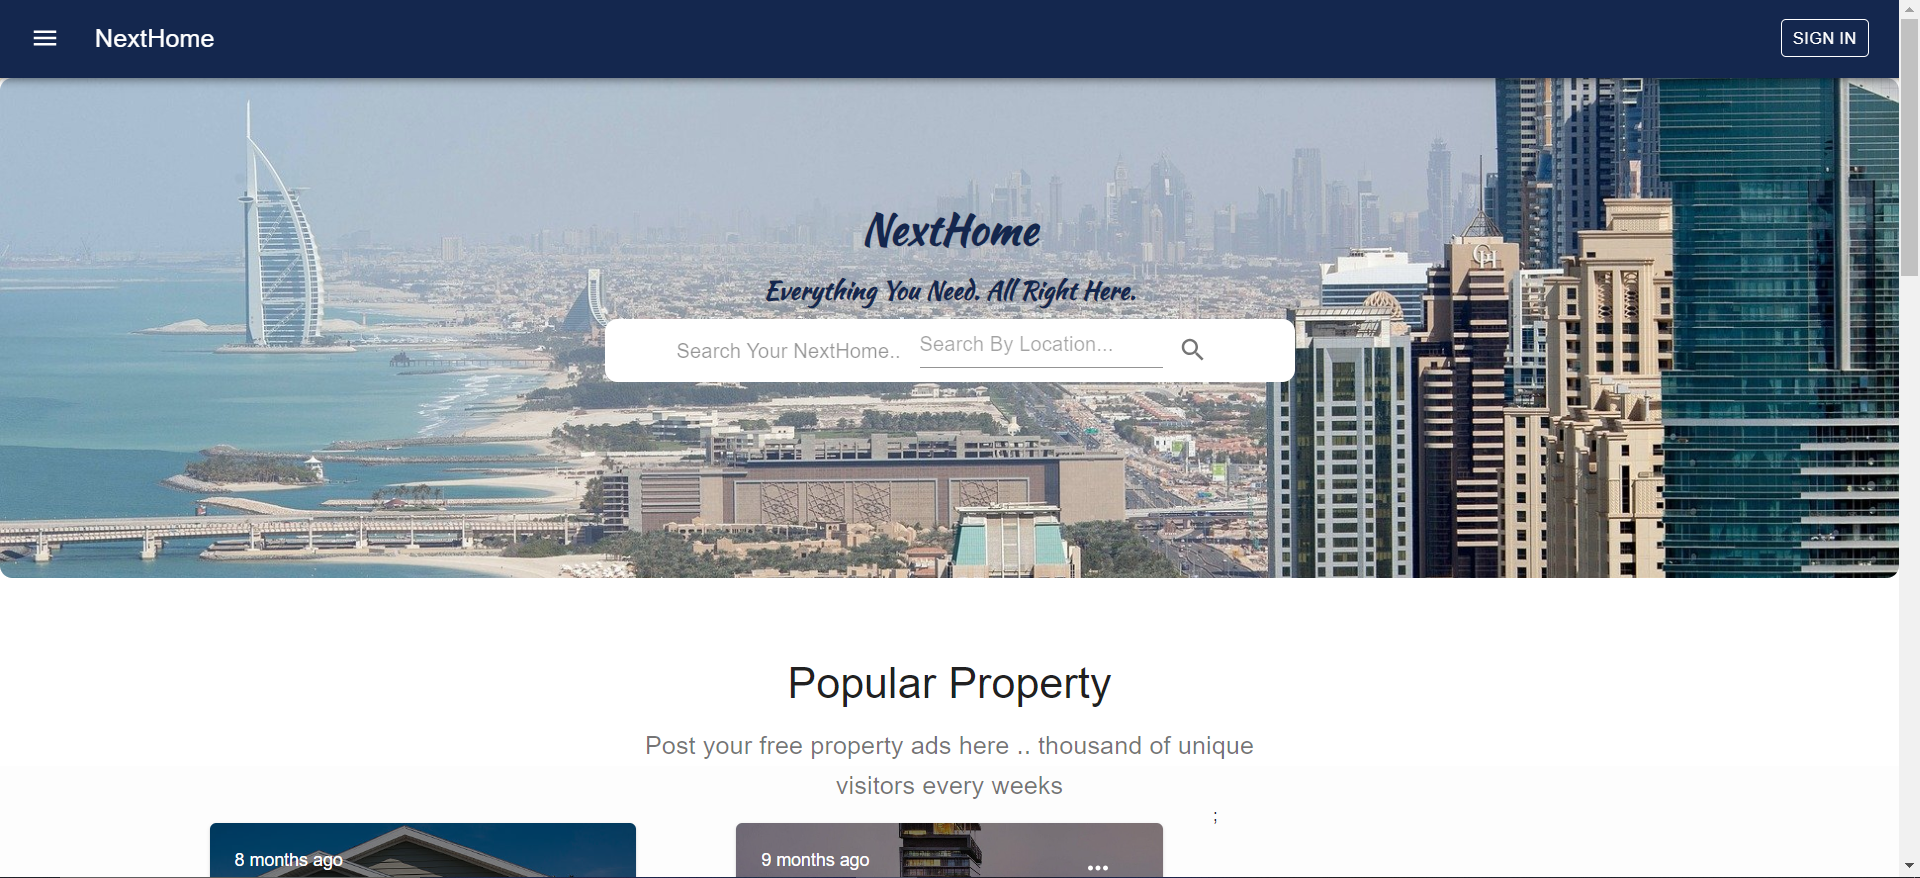 NextHome
SIGN IN
NextHome
Everything You Need. All Right Here.
Search Your NextHome.. Search By Location...
Popular Property
Post your free property ads here .. thousand of unique
visitors every weeks
;
8 months ago
9 months ago